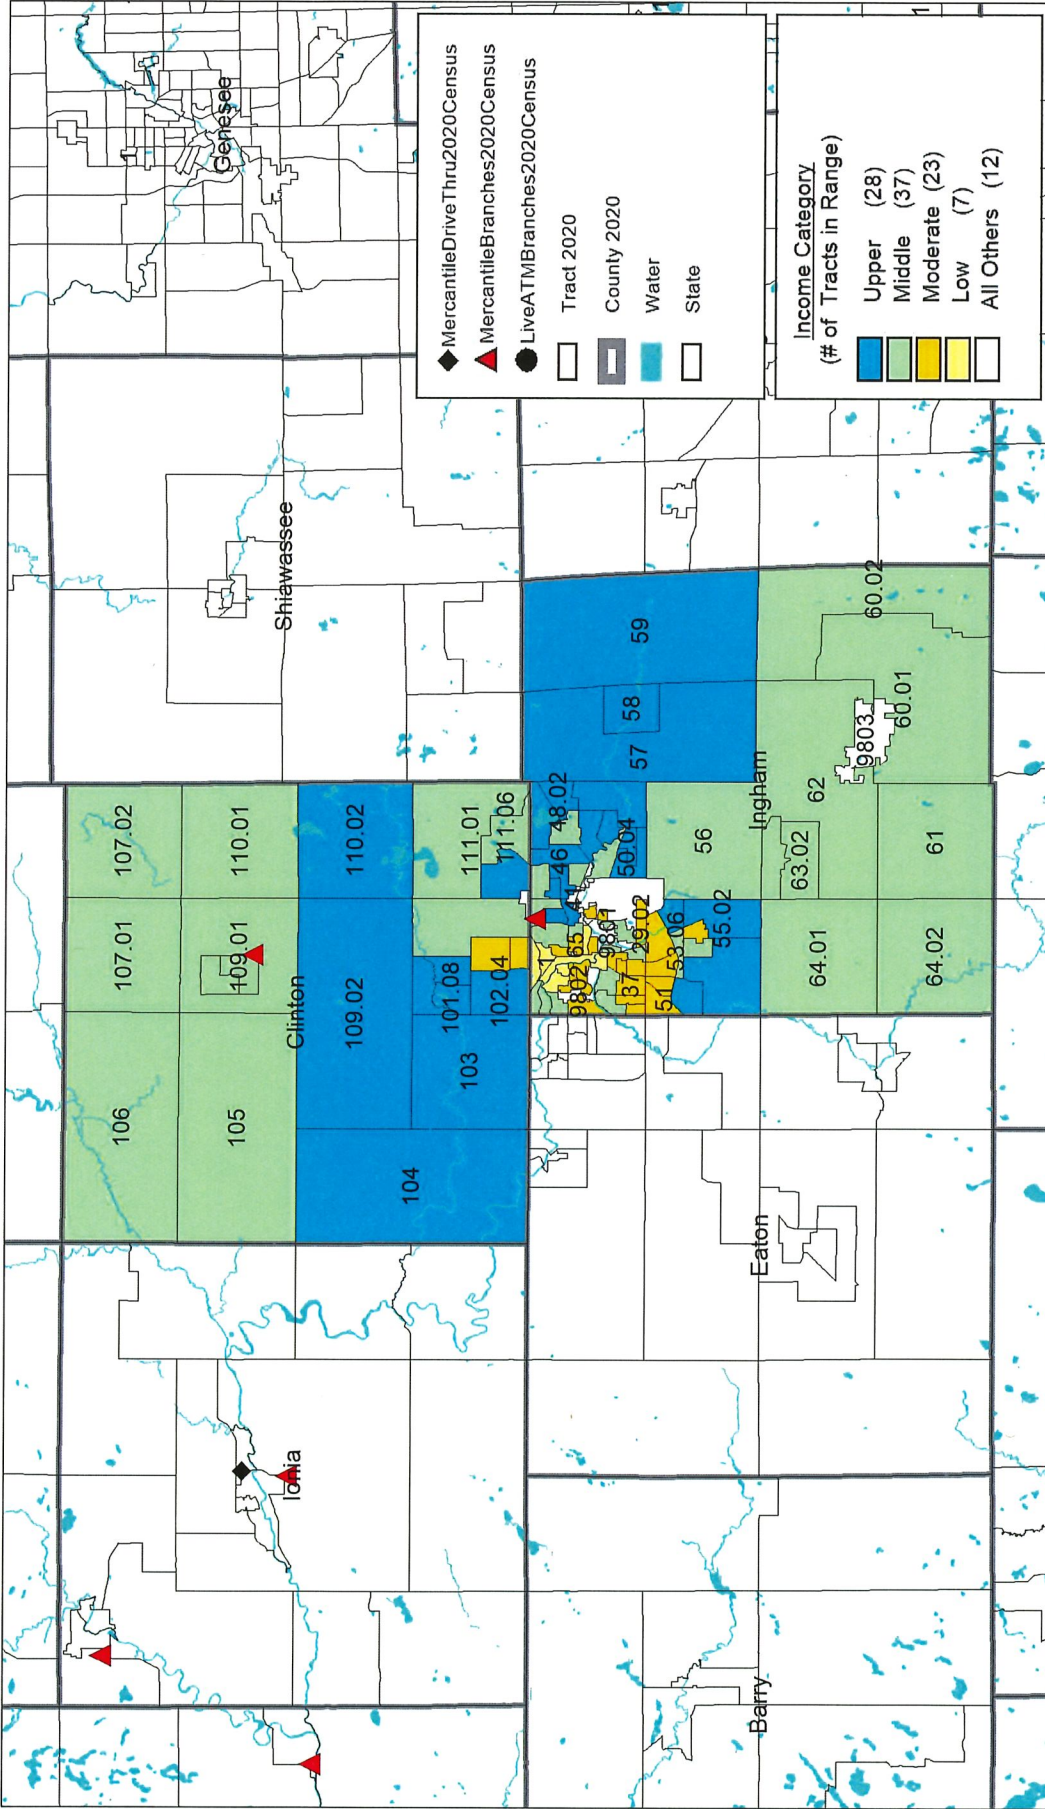 Genesee
Shiawassee
Clinton
Ionia
Ingham
Eaton
Barry
107.02
110.01
110.02
111.01
111.06
107.01
109.01
109.02
101.08
102.04
103
106
105
104
59
58
57
48.02
46
50.04
41
56
62
9803
60.02
60.01
63.02
61
65
9801
29.02
53.06
55.02
1
9802
37
51
64.01
64.02
MercantileDriveThru2020Census
MercantileBranches2020Census
LiveATMBranches2020Census
Tract 2020
County 2020
Water
State
Income Category
(# of Tracts in Range)
Upper (28)
Middle (37)
Moderate (23)
Low (7)
All Others (12)